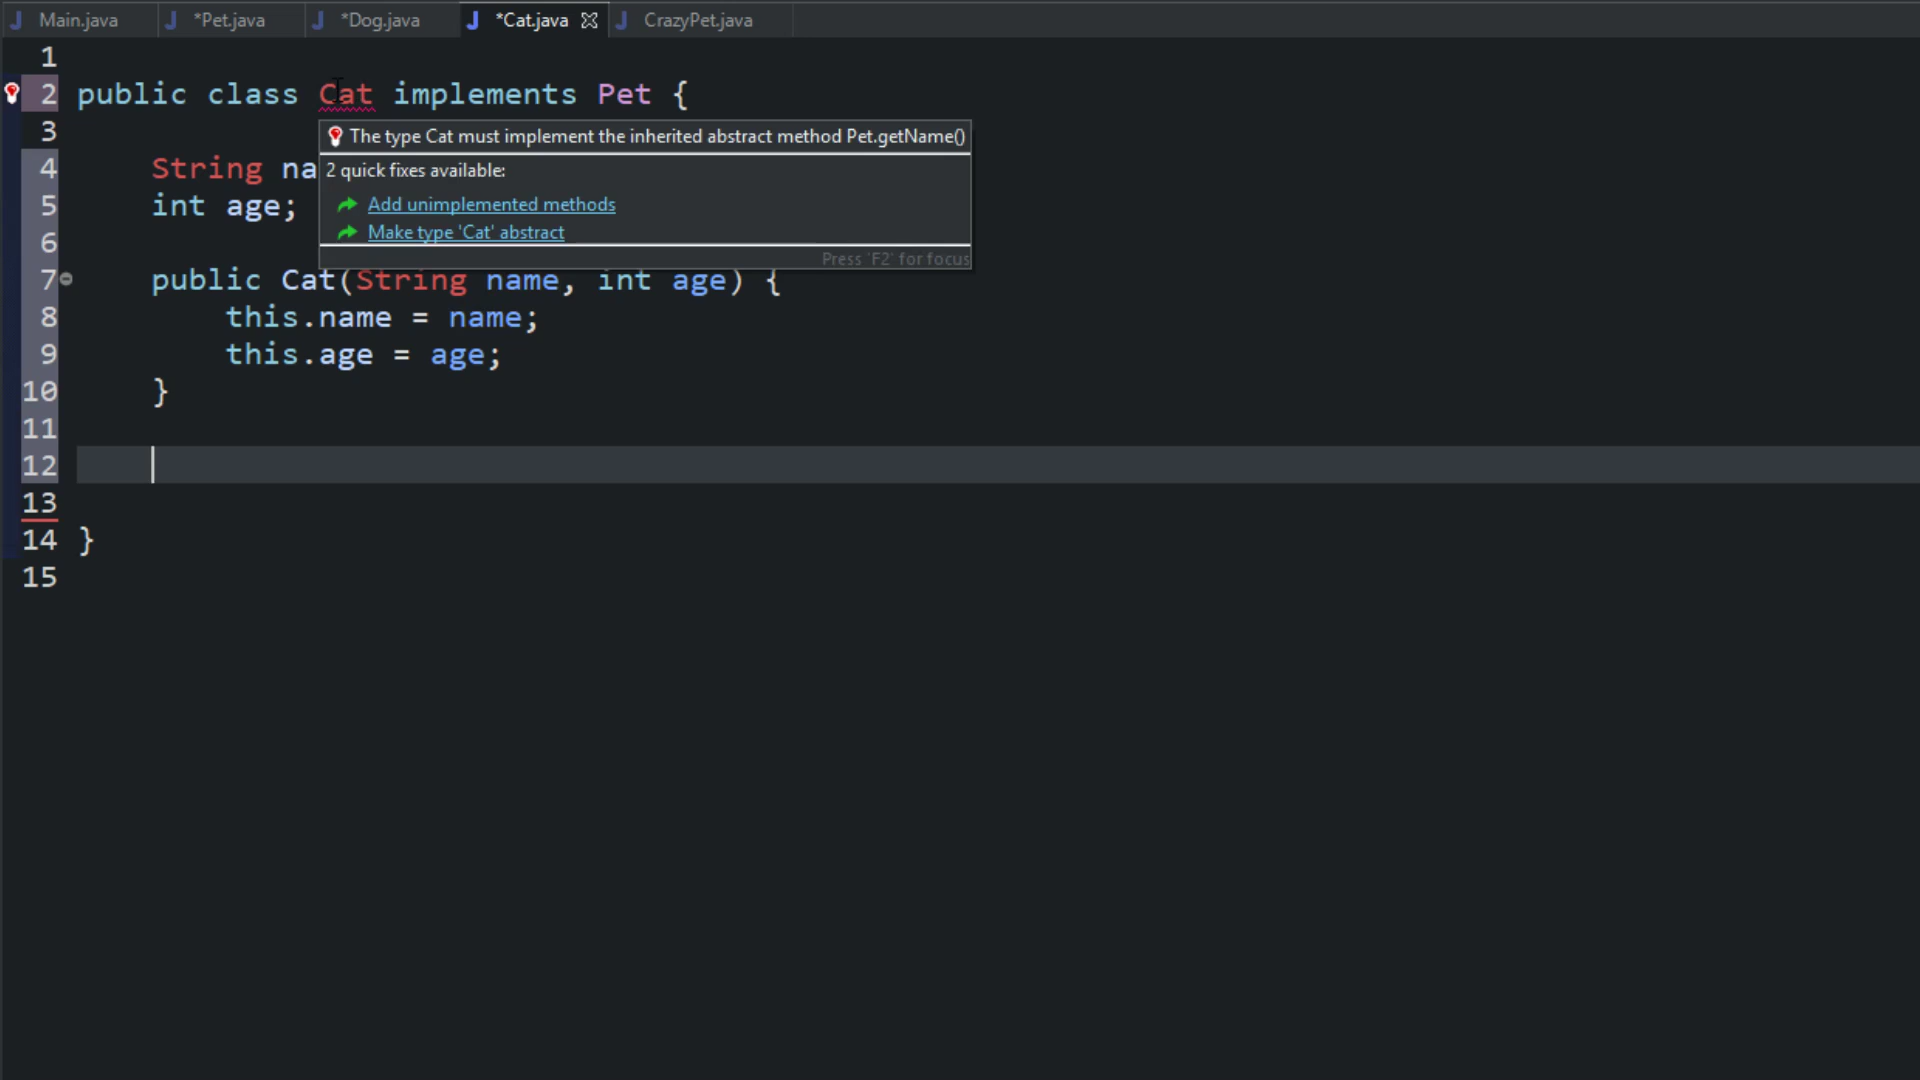 Main.java *Pet.java *Dog.java *Cat.java CrazyPet.java
1
2 public class Cat implements Pet {
3
The type Cat must implement the inherited abstract method Pet.getName()
4 String na
2 quick fixes available:
5 int age;
Add unimplemented methods
6
Make type 'Cat' abstract
Press 'F2' for focus
7 public Cat(String name, int age) {
8 this.name = name;
9 this.age = age;
10 }
11
12
13
14 }
15